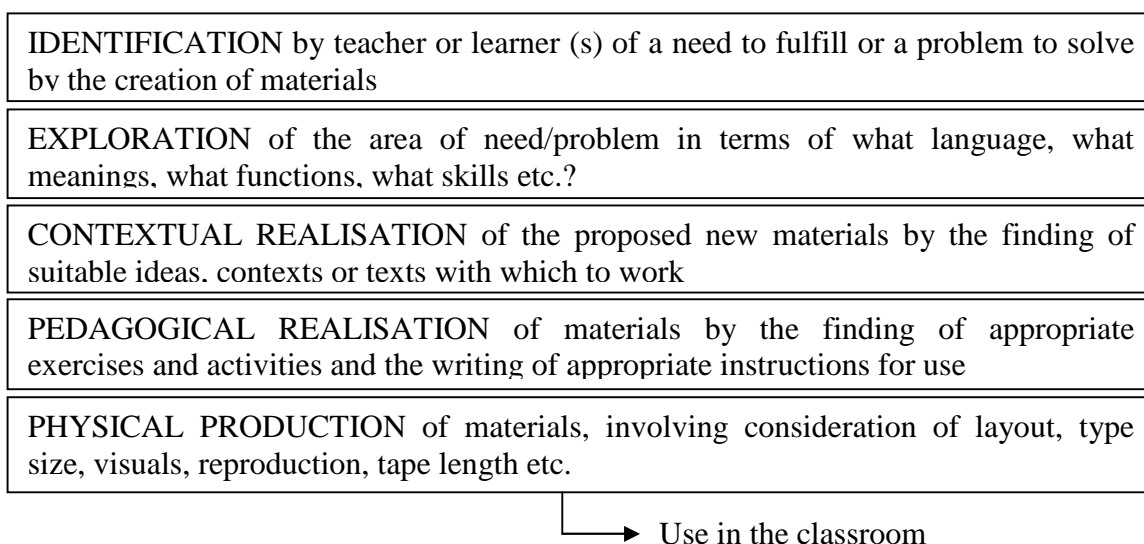 IDENTIFICATION by teacher or learner (s) of a need to fulfill or a problem to solve
by the creation of materials
EXPLORATION of the area of need/problem in terms of what language, what
meanings, what functions, what skills etc.?
CONTEXTUAL REALISATION of the proposed new materials by the finding of
suitable ideas, contexts or texts with which to work
PEDAGOGICAL REALISATION of materials by the finding of appropriate
exercises and activities and the writing of appropriate instructions for use
PHYSICAL PRODUCTION of materials, involving consideration of layout, type
size, visuals, reproduction, tape length etc.
Use in the classroom